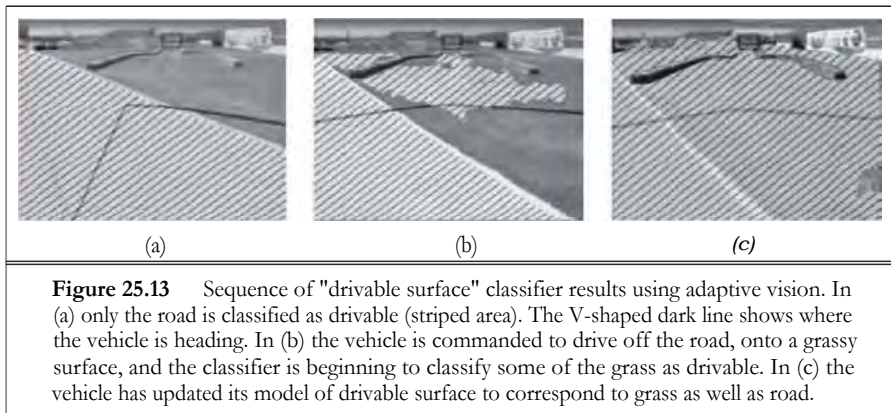 (a) (b) (c)
Figure 25.13 Sequence of "drivable surface" classifier results using adaptive vision. In
(a) only the road is classified as drivable (striped area). The V-shaped dark line shows where
the vehicle is heading. In (b) the vehicle is commanded to drive off the road, onto a grassy
surface, and the classifier is beginning to classify some of the grass as drivable. In (c) the
vehicle has updated its model of drivable surface to correspond to grass as well as road.